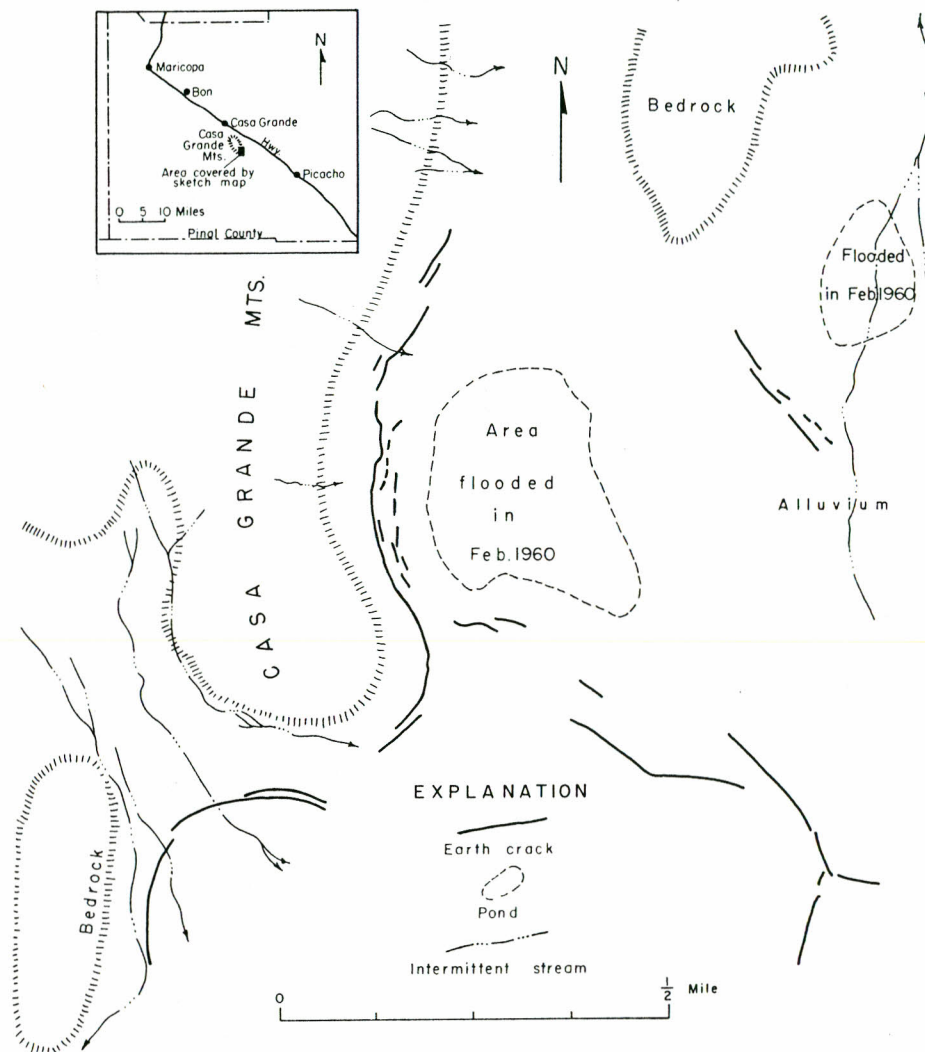 N
Maricopa
Bon
Casa Grande
Casa
Grande
Mts.
Hwy
Area covered by
sketch map
Picacho
0 5 10 Miles
Pinal County
N
Bedrock
Flooded
in Feb.1960
CASA GRANDE MTS.
Area
flooded
in
Feb. 1960
Alluvium
Bedrock
EXPLANATION
Earth crack
Pond
Intermittent stream
0
1/2 Mile